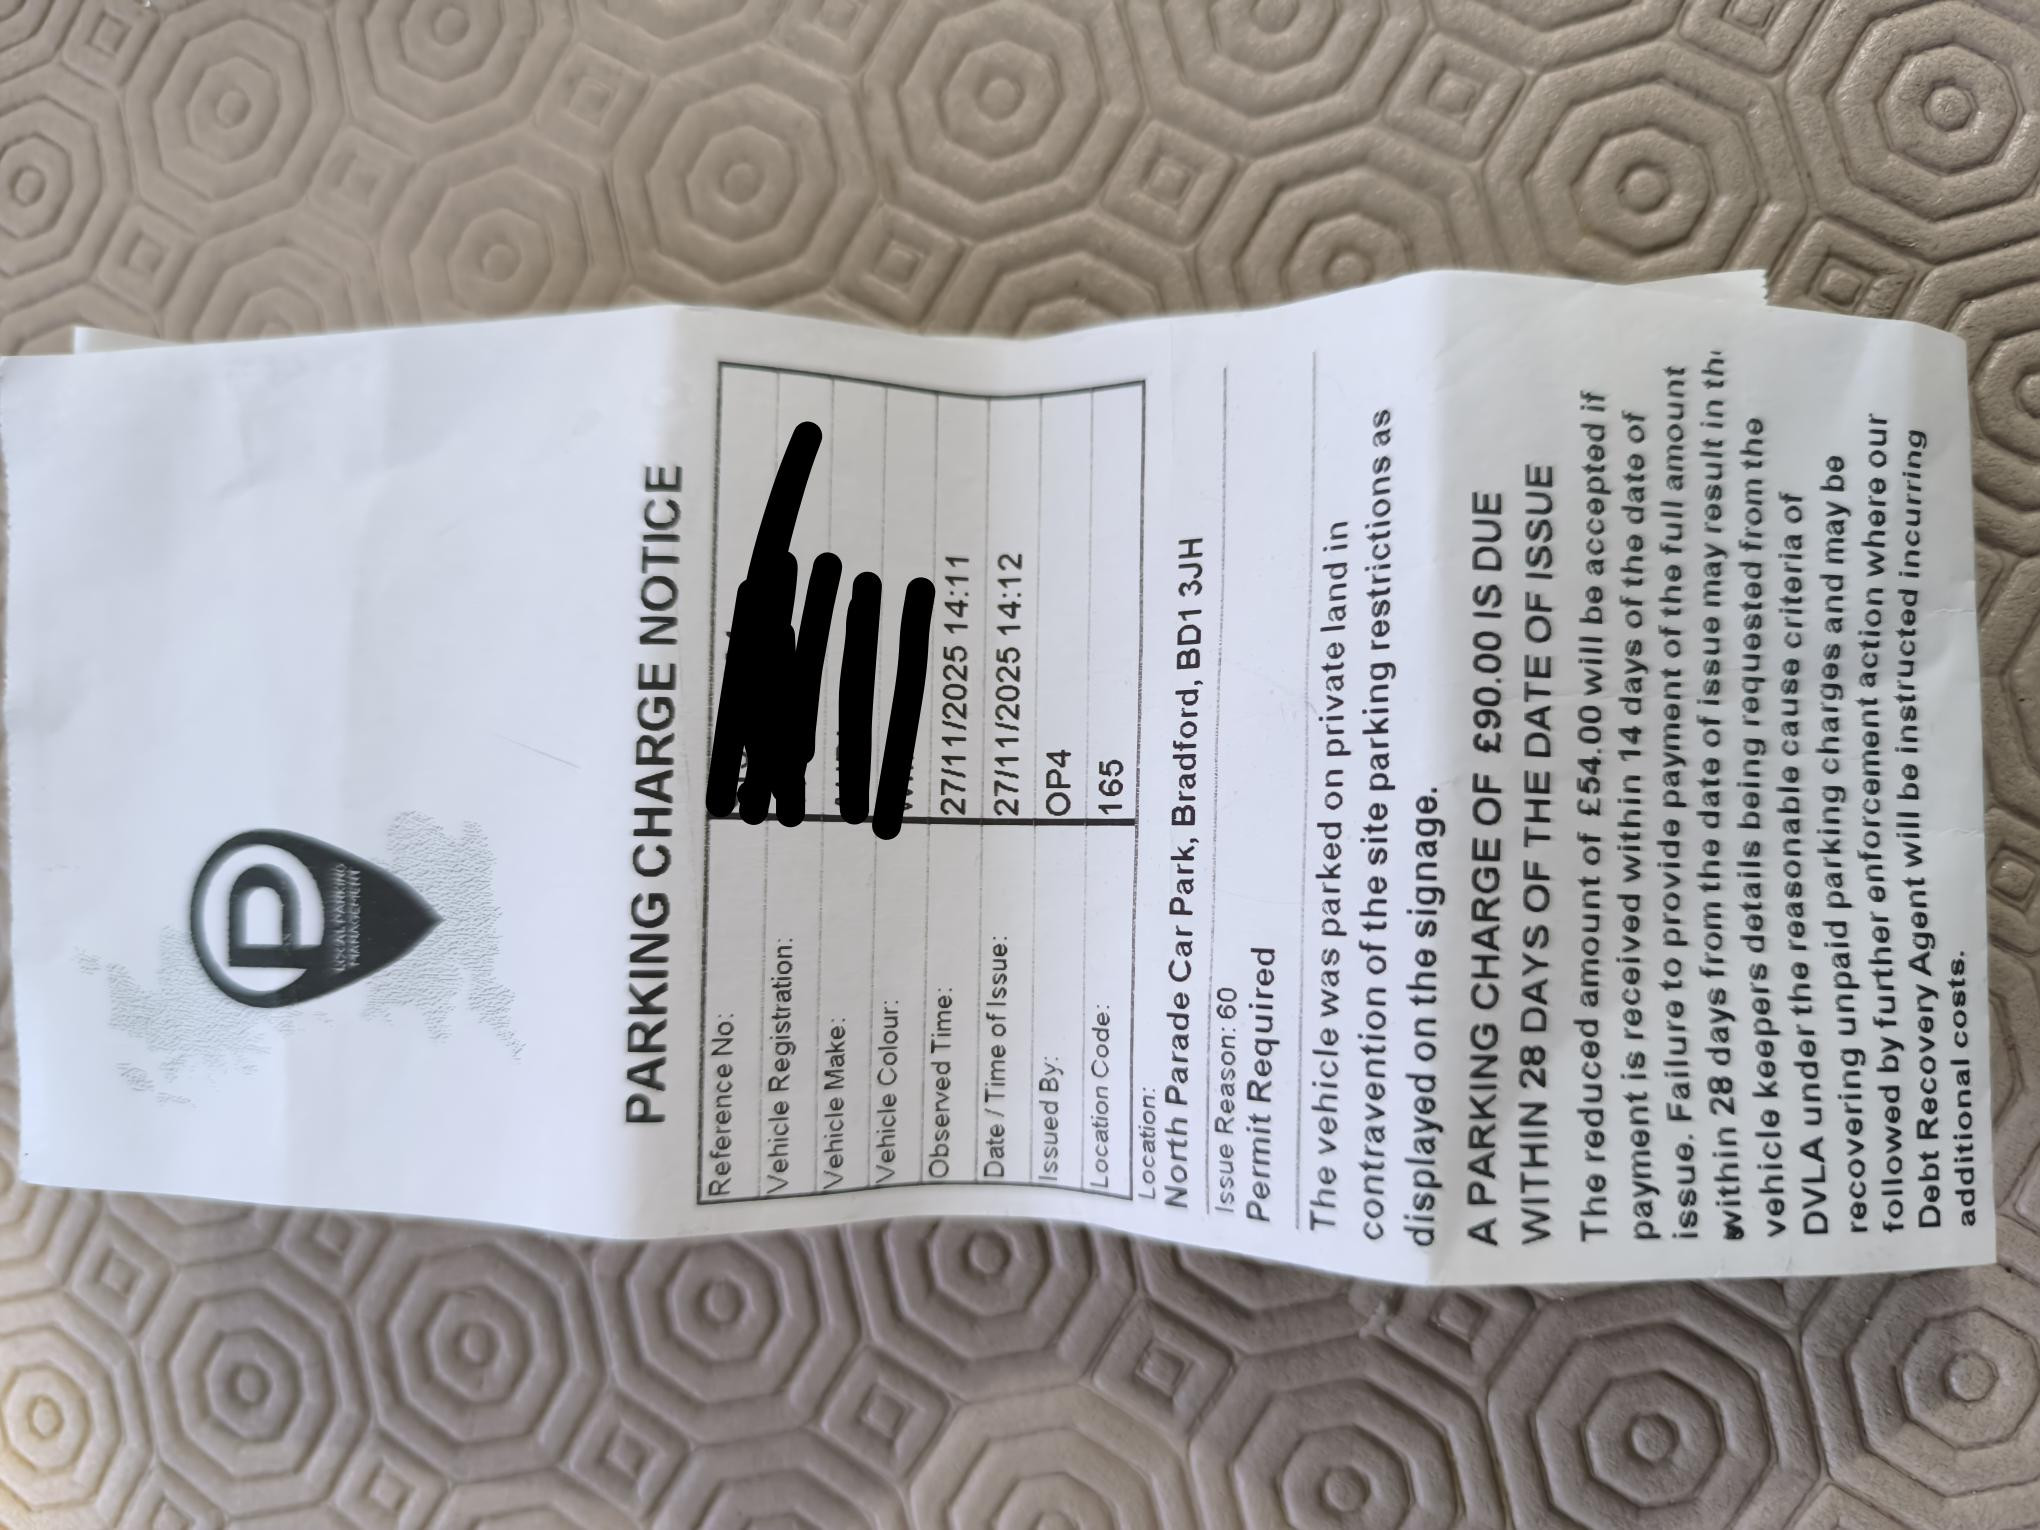 P
LOCAL PARKING
MANAGEMENT
PARKING CHARGE NOTICE
Reference No:
Vehicle Registration:
Vehicle Make:
Vehicle Colour:
Observed Time: 27/11/2025 14:11
Date / Time of Issue: 27/11/2025 14:12
Issued By: OP4
Location Code: 165
Location:
North Parade Car Park, Bradford, BD1 3JH
Issue Reason: 60
Permit Required
The vehicle was parked on private land in
contravention of the site parking restrictions as
displayed on the signage.
A PARKING CHARGE OF £90.00 IS DUE
WITHIN 28 DAYS OF THE DATE OF ISSUE
The reduced amount of £54.00 will be accepted if
payment is received within 14 days of the date of
issue. Failure to provide payment of the full amount
within 28 days from the date of issue may result in the
vehicle keepers details being requested from the
DVLA under the reasonable cause criteria of
recovering unpaid parking charges and may be
followed by further enforcement action where our
Debt Recovery Agent will be instructed incurring
additional costs.